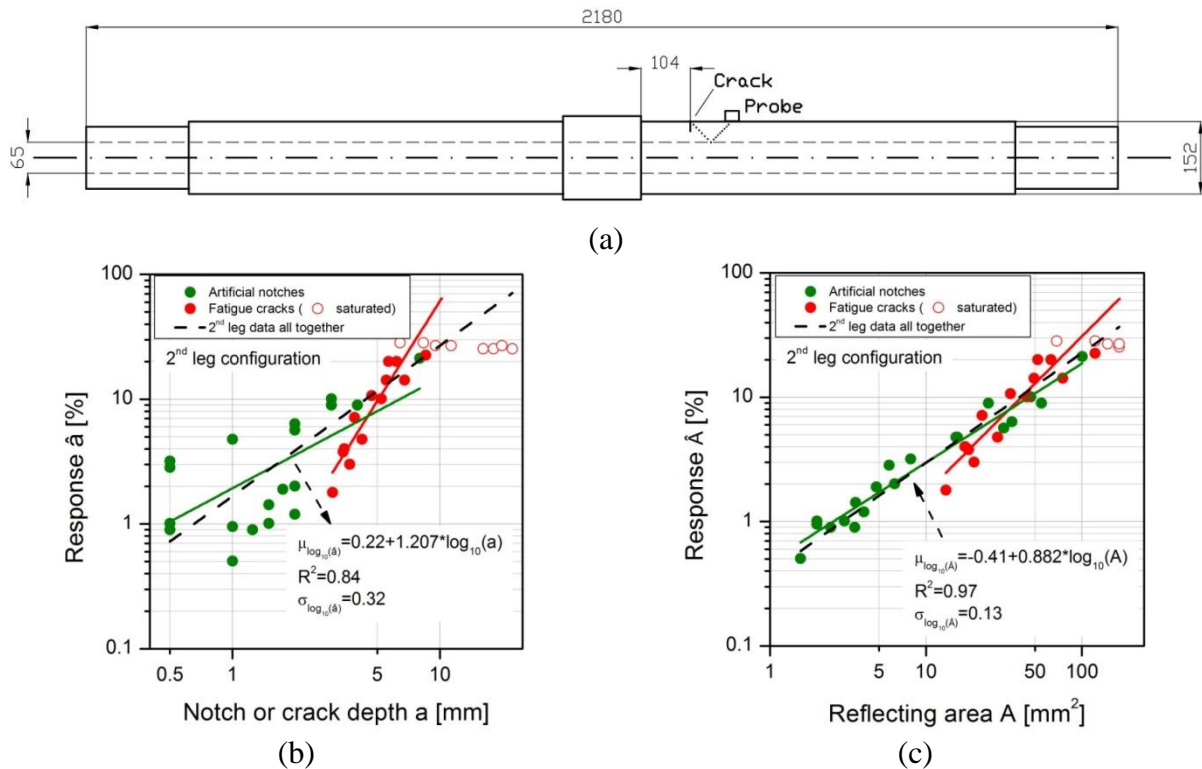 2180
104
Crack
Probe
65
152
(a)
100
10
1
0.1
Response â [%]
Artificial notches
Fatigue cracks ( saturated)
2nd leg data all together
2nd leg configuration
μlog10(â)=0.22+1.207*log10(a)
R2=0.84
σlog10(â)=0.32
0.5 1 5 10
Notch or crack depth a [mm]
(b)
100
10
1
0.1
Response Â [%]
Artificial notches
Fatigue cracks ( saturated)
2nd leg data all together
2nd leg configuration
μlog10(Â)=-0.41+0.882*log10(A)
R2=0.97
σlog10(Â)=0.13
1 5 10 50 100
Reflecting area A [mm2]
(c)